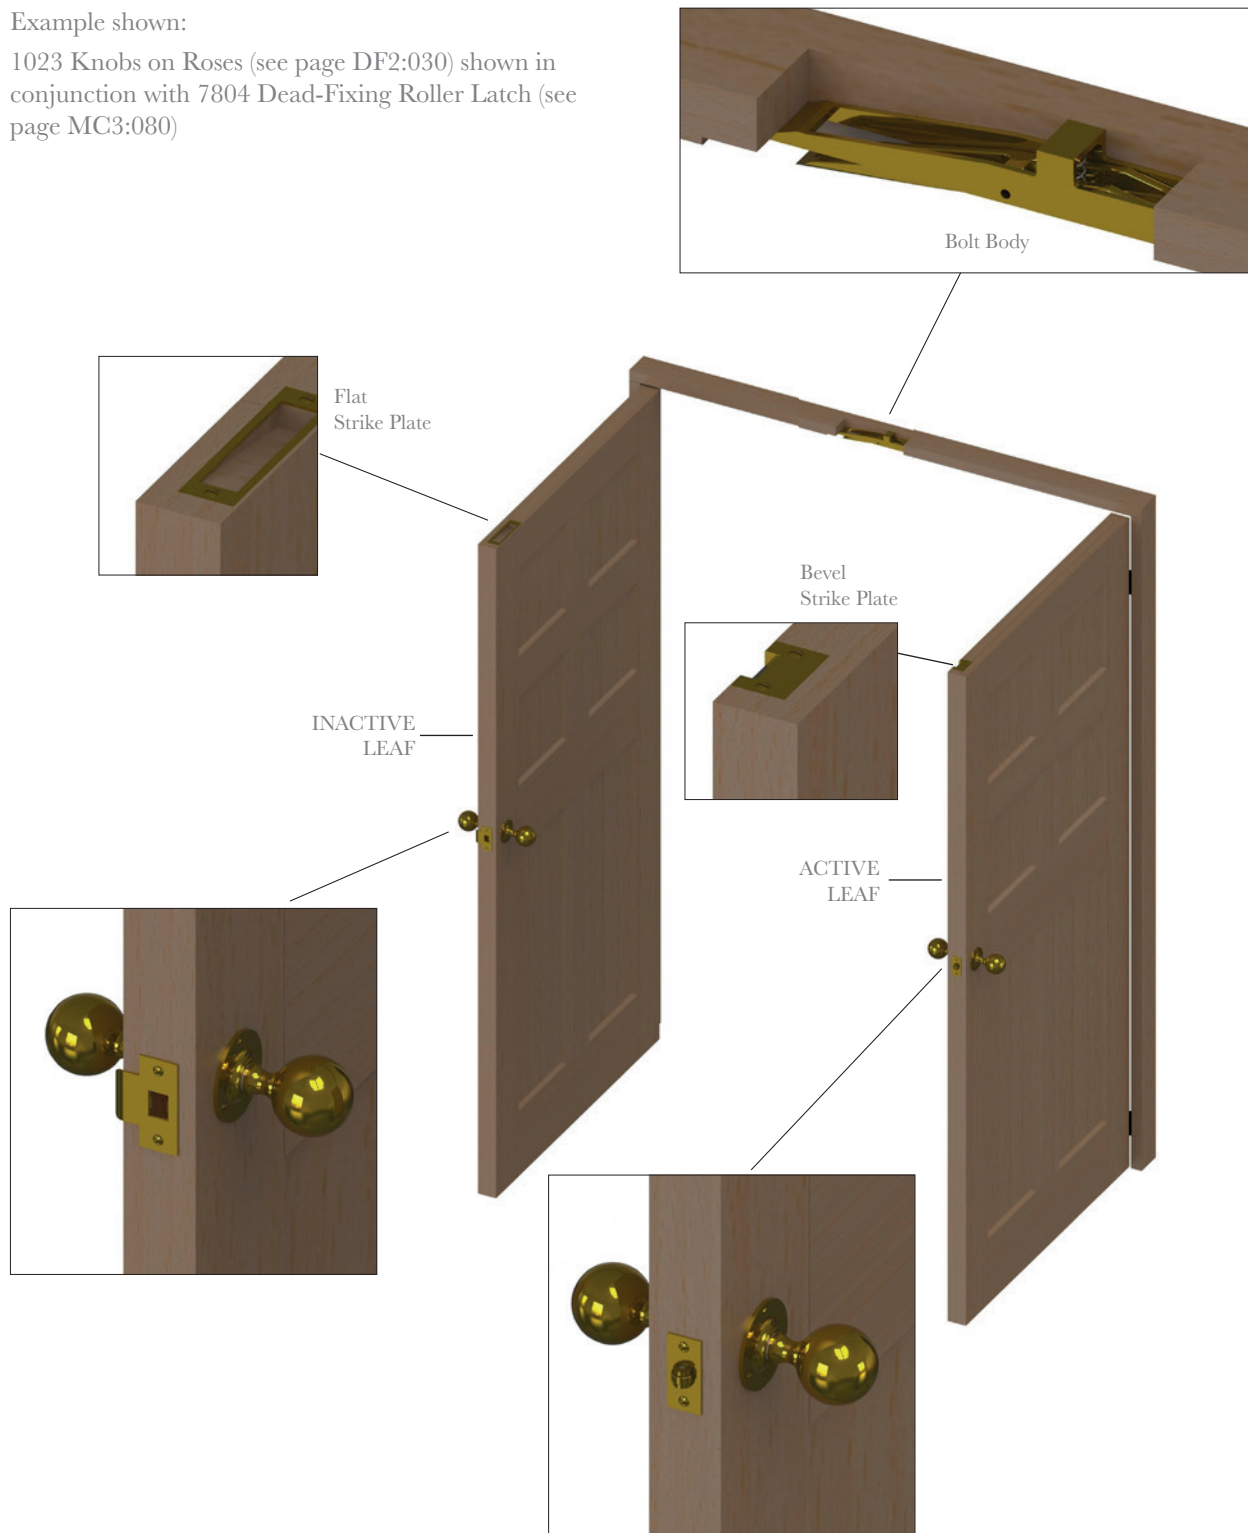 Example shown:
1023 Knobs on Roses (see page DF2:030) shown in
conjunction with 7804 Dead-Fixing Roller Latch (see
page MC3:080)
Bolt Body
Flat
Strike Plate
Bevel
Strike Plate
INACTIVE
LEAF
ACTIVE
LEAF